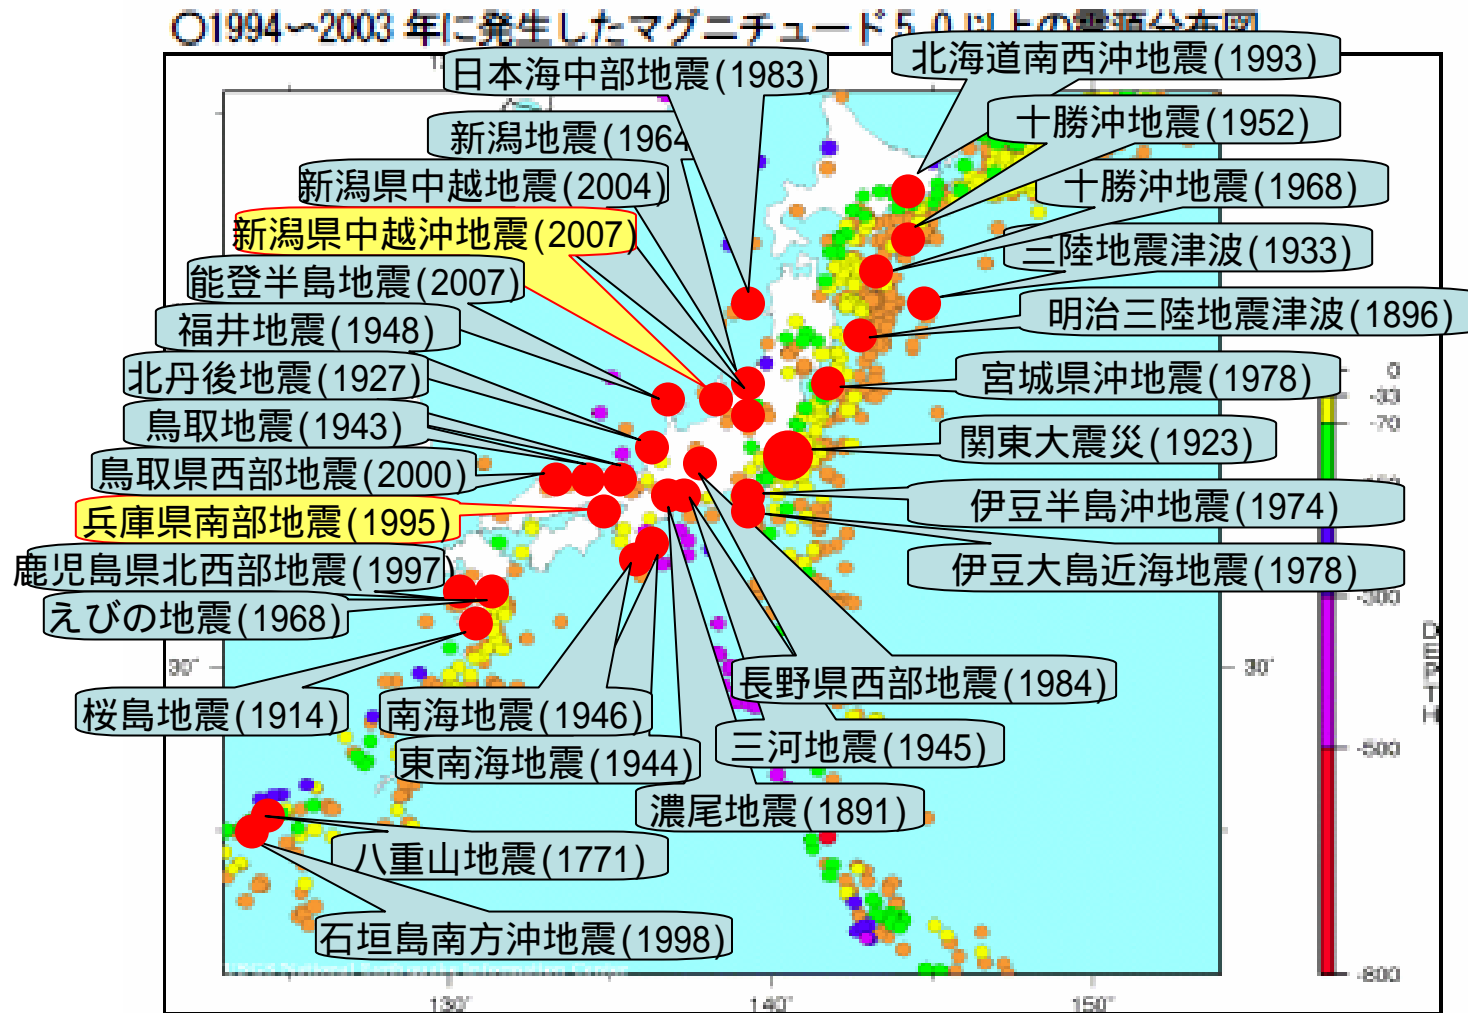 〇1994～2003 年に発生したマグニチュード５.０以上の震源分布図
日本海中部地震(1983)
北海道南西沖地震(1993)
新潟地震(1964
十勝沖地震(1952)
新潟県中越地震(2004)
十勝沖地震(1968)
新潟県中越沖地震(2007)
三陸地震津波(1933)
能登半島地震(2007)
明治三陸地震津波(1896)
福井地震(1948)
北丹後地震(1927)
宮城県沖地震(1978)
鳥取地震(1943)
関東大震災(1923)
鳥取県西部地震(2000)
伊豆半島沖地震(1974)
兵庫県南部地震(1995)
鹿児島県北西部地震(1997)
伊豆大島近海地震(1978)
えびの地震(1968)
長野県西部地震(1984)
桜島地震(1914)
南海地震(1946)
三河地震(1945)
東南海地震(1944)
濃尾地震(1891)
八重山地震(1771)
石垣島南方沖地震(1998)
0
-33
-70
-300
-500
-800
DEPTH
30°
30°
130°
140°
150°